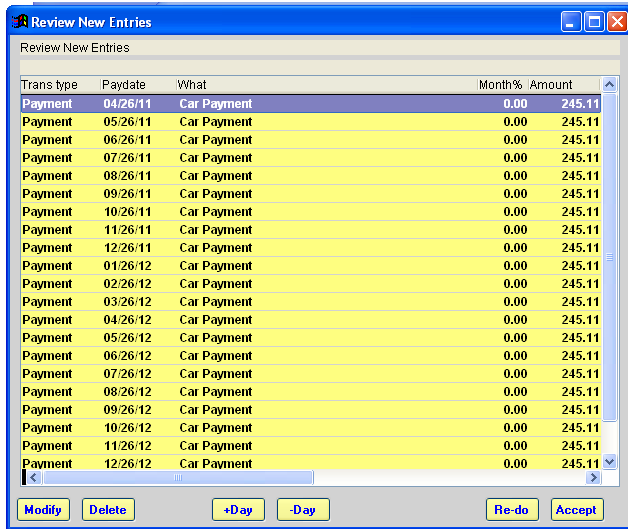 Review New Entries
Review New Entries
Trans type Paydate What Month% Amount
Payment 04/26/11 Car Payment 0.00 245.11
Payment 05/26/11 Car Payment 0.00 245.11
Payment 06/26/11 Car Payment 0.00 245.11
Payment 07/26/11 Car Payment 0.00 245.11
Payment 08/26/11 Car Payment 0.00 245.11
Payment 09/26/11 Car Payment 0.00 245.11
Payment 10/26/11 Car Payment 0.00 245.11
Payment 11/26/11 Car Payment 0.00 245.11
Payment 12/26/11 Car Payment 0.00 245.11
Payment 01/26/12 Car Payment 0.00 245.11
Payment 02/26/12 Car Payment 0.00 245.11
Payment 03/26/12 Car Payment 0.00 245.11
Payment 04/26/12 Car Payment 0.00 245.11
Payment 05/26/12 Car Payment 0.00 245.11
Payment 06/26/12 Car Payment 0.00 245.11
Payment 07/26/12 Car Payment 0.00 245.11
Payment 08/26/12 Car Payment 0.00 245.11
Payment 09/26/12 Car Payment 0.00 245.11
Payment 10/26/12 Car Payment 0.00 245.11
Payment 11/26/12 Car Payment 0.00 245.11
Payment 12/26/12 Car Payment 0.00 245.11
Modify Delete +Day -Day Re-do Accept